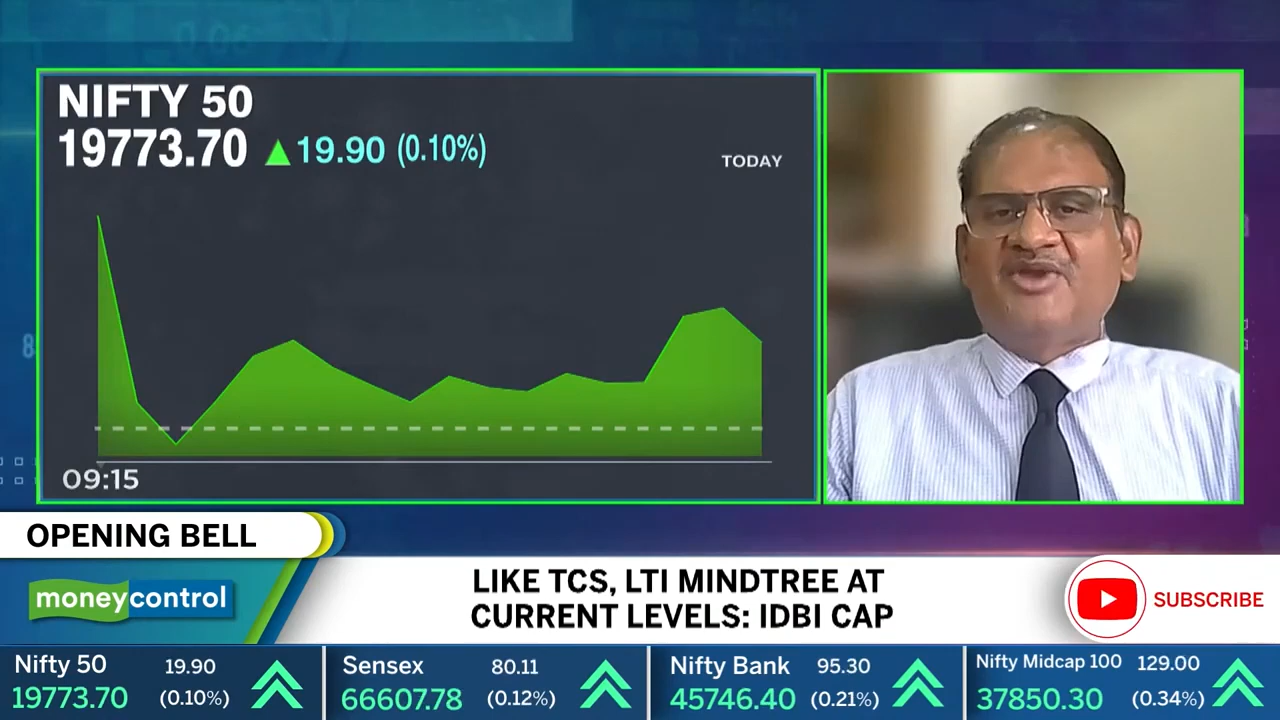 NIFTY 50
19773.70 ▲ 19.90 (0.10%)
TODAY
09:15
OPENING BELL
moneycontrol
LIKE TCS, LTI MINDTREE AT
CURRENT LEVELS: IDBI CAP
SUBSCRIBE
Nifty 50 19.90
19773.70 (0.10%)
Sensex 80.11
66607.78 (0.12%)
Nifty Bank 95.30
45746.40 (0.21%)
Nifty Midcap 100 129.00
37850.30 (0.34%)